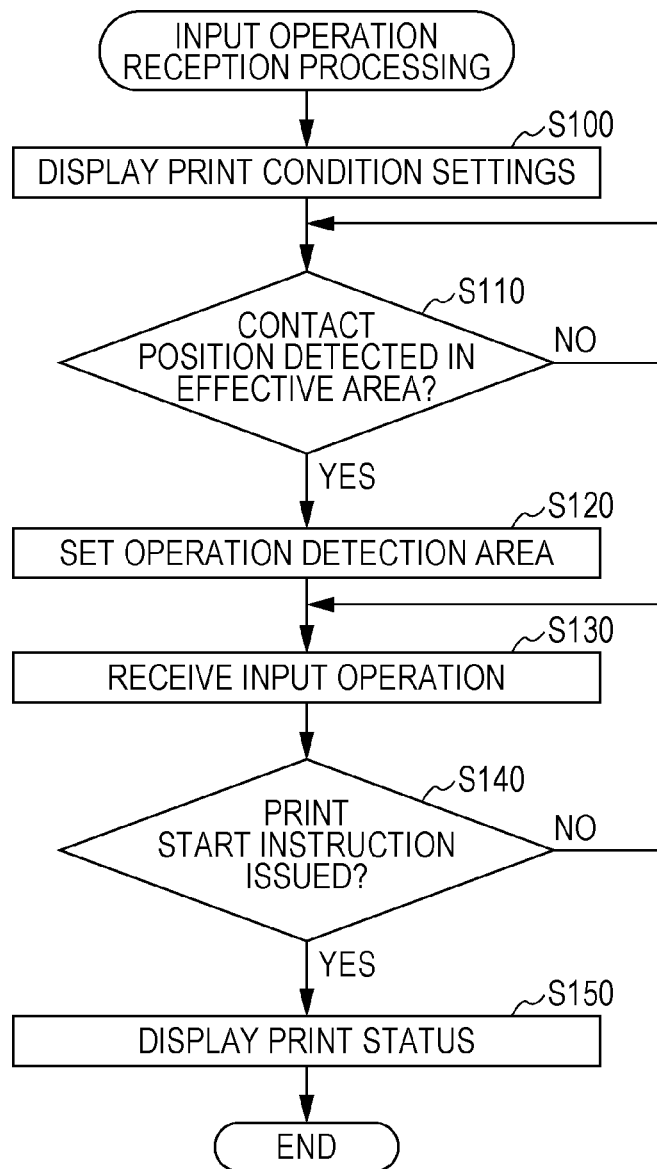 INPUT OPERATION
RECEPTION PROCESSING
S100
DISPLAY PRINT CONDITION SETTINGS
S110
CONTACT
POSITION DETECTED IN
EFFECTIVE AREA?
NO
YES
S120
SET OPERATION DETECTION AREA
S130
RECEIVE INPUT OPERATION
S140
PRINT
START INSTRUCTION
ISSUED?
NO
YES
S150
DISPLAY PRINT STATUS
END